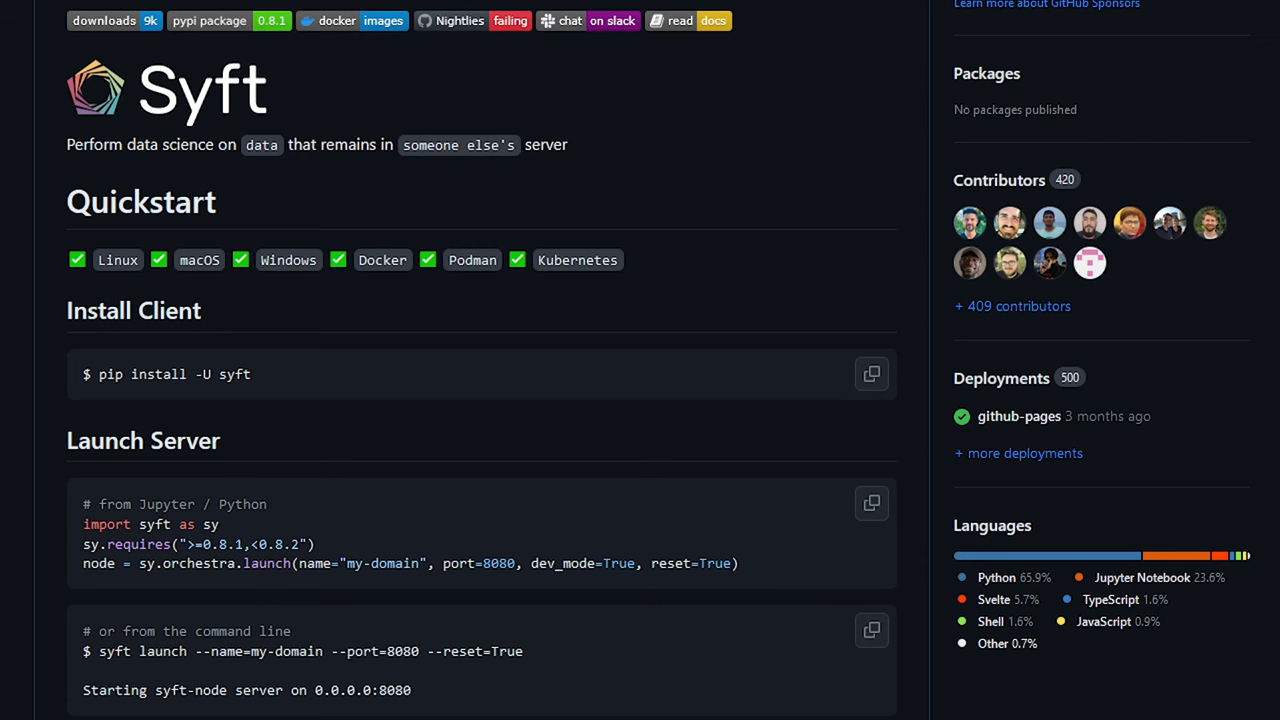 downloads 9k pypi package 0.8.1 docker images Nightlies failing chat on slack read docs
Syft
Perform data science on data that remains in someone else's server
Quickstart
Linux macOS Windows Docker Podman Kubernetes
Install Client
$ pip install -U syft
Launch Server
# from Jupyter / Python
import syft as sy
sy.requires(">=0.8.1,<0.8.2")
node = sy.orchestra.launch(name="my-domain", port=8080, dev_mode=True, reset=True)
# or from the command line
$ syft launch --name=my-domain --port=8080 --reset=True
Starting syft-node server on 0.0.0.0:8080
Learn more about GitHub Sponsors
Packages
No packages published
Contributors 420
+ 409 contributors
Deployments 500
github-pages 3 months ago
+ more deployments
Languages
Python 65.9% Jupyter Notebook 23.6%
Svelte 5.7% TypeScript 1.6%
Shell 1.6% JavaScript 0.9%
Other 0.7%